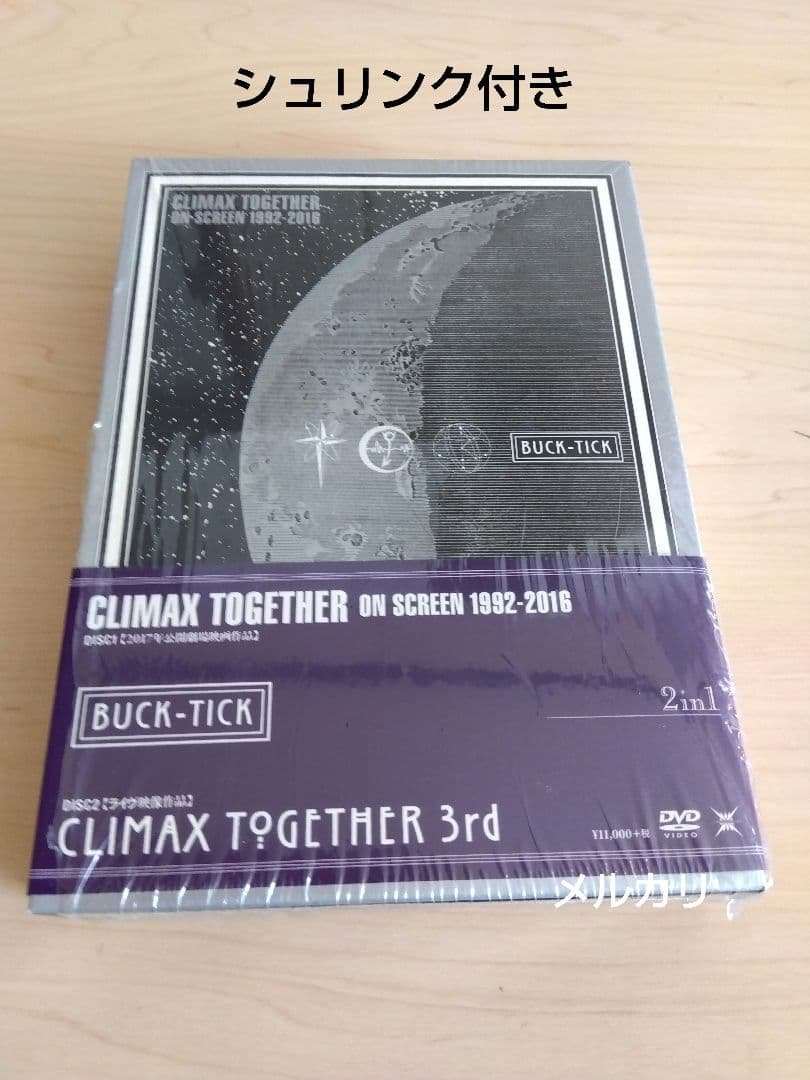 シュリンク付き
CLIMAX TOGETHER
ON SCREEN 1992-2016
BUCK-TICK
CLIMAX TOGETHER ON SCREEN 1992-2016
DISC1【2017年公開劇場映画作品】
BUCK-TICK
2in1
DISC2【ライヴ映像作品】
CLIMAX TOGETHER 3rd
¥11,000+税
DVD
VIDEO
メルカリ